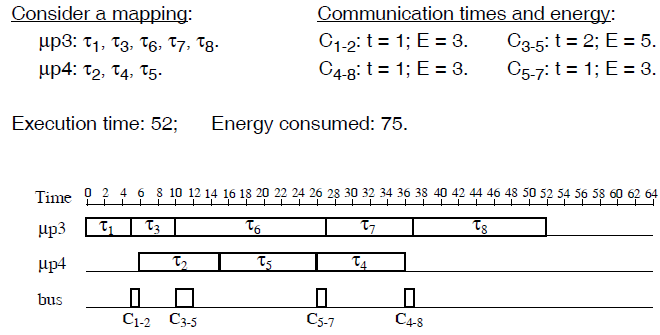 Consider a mapping:
Communication times and energy:
μp3: τ1, τ3, τ6, τ7, τ8.
C1-2: t = 1; E = 3.
C3-5: t = 2; E = 5.
μp4: τ2, τ4, τ5.
C4-8: t = 1; E = 3.
C5-7: t = 1; E = 3.
Execution time: 52;
Energy consumed: 75.
Time 0 2 4 6 8 10 12 14 16 18 20 22 24 26 28 30 32 34 36 38 40 42 44 46 48 50 52 54 56 58 60 62 64
μp3 τ1 τ3 τ6 τ7 τ8
μp4 τ2 τ5 τ4
bus
C1-2 C3-5 C5-7 C4-8